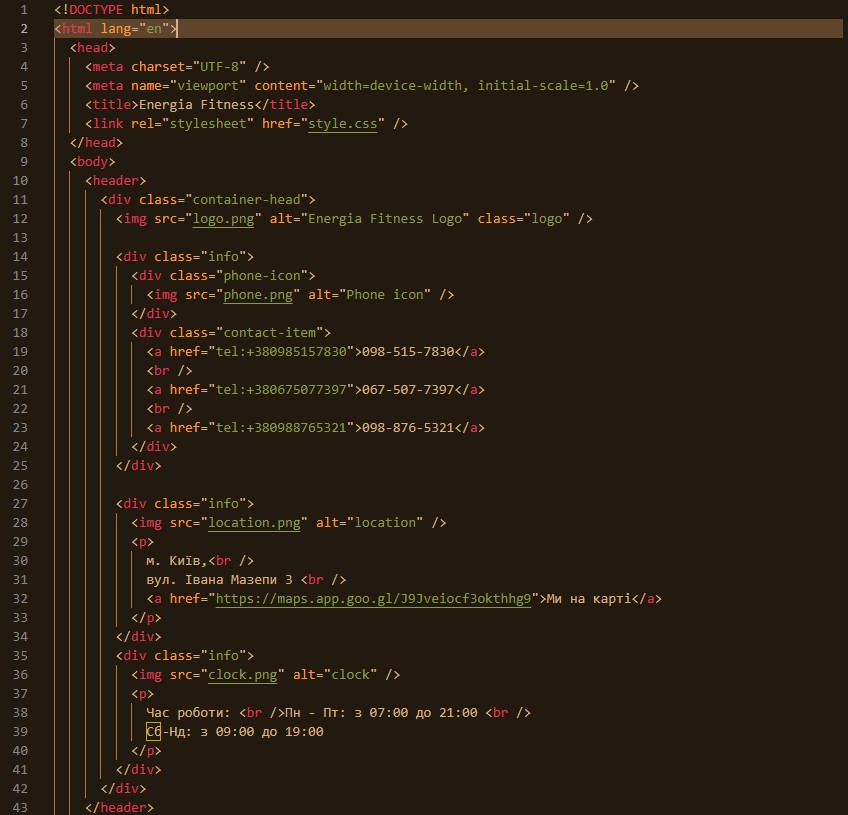 1 <!DOCTYPE html>
2 <html lang="en">
3 <head>
4 <meta charset="UTF-8" />
5 <meta name="viewport" content="width=device-width, initial-scale=1.0" />
6 <title>Energia Fitness</title>
7 <link rel="stylesheet" href="style.css" />
8 </head>
9 <body>
10 <header>
11 <div class="container-head">
12 <img src="logo.png" alt="Energia Fitness Logo" class="logo" />
13
14 <div class="info">
15 <div class="phone-icon">
16 <img src="phone.png" alt="Phone icon" />
17 </div>
18 <div class="contact-item">
19 <a href="tel:+380985157830">098-515-7830</a>
20 <br />
21 <a href="tel:+380675077397">067-507-7397</a>
22 <br />
23 <a href="tel:+380988765321">098-876-5321</a>
24 </div>
25 </div>
26
27 <div class="info">
28 <img src="location.png" alt="location" />
29 <p>
30 м. Київ,<br />
31 вул. Івана Мазепи 3 <br />
32 <a href="https://maps.app.goo.gl/J9Jveiocf3okthhg9">Ми на карті</a>
33 </p>
34 </div>
35 <div class="info">
36 <img src="clock.png" alt="clock" />
37 <p>
38 Час роботи: <br />Пн - Пт: з 07:00 до 21:00 <br />
39 Сб-Нд: з 09:00 до 19:00
40 </p>
41 </div>
42 </div>
43 </header>